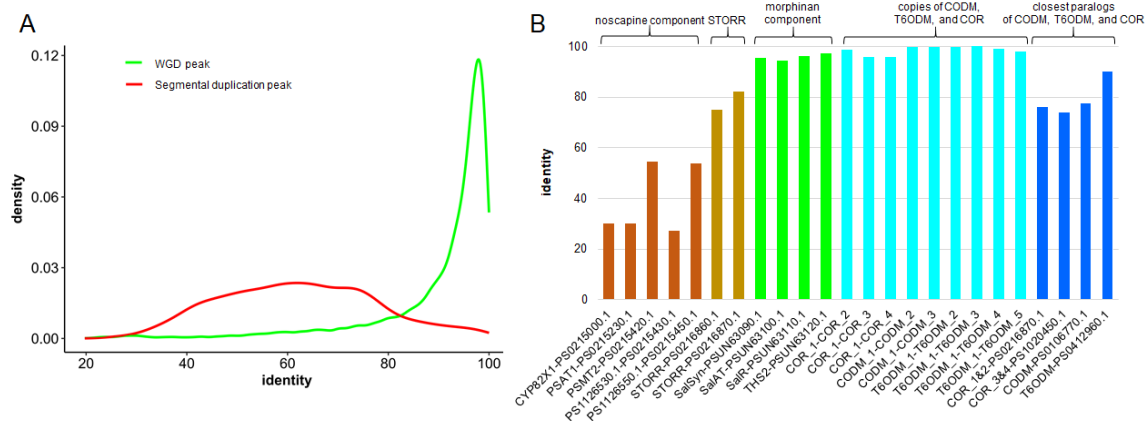 A
0.12
0.09
0.06
0.03
0.00
density
WGD peak
Segmental duplication peak
20
40
60
80
100
identity
B
noscapine component
STORR
morphinan
component
copies of CODM,
T6ODM, and COR
closest paralogs
of CODM, T6ODM, and COR
100
80
60
40
20
0
identity
CYP82X1-PS0215000.1
PSAT1-PS0215230.1
PSMT2-PS0215420.1
PS1126530.1-PS0215430.1
PS1126550.1-PS0215450.1
STORR-PS0216860.1
STORR-PS0216870.1
SalSyn-PSUN63090.1
SalAT-PSUN63100.1
SalR-PSUN63110.1
THS2-PSUN63120.1
COR_1-COR_2
COR_1-COR_3
COR_1-COR_4
CODM_1-CODM_2
CODM_1-CODM_3
T6ODM_1-T6ODM_2
T6ODM_1-T6ODM_3
T6ODM_1-T6ODM_4
T6ODM_1-T6ODM_5
COR_1&2-PS0216870.1
COR_3&4-PS1020450.1
CODM-PS0106770.1
T6ODM-PS0412960.1